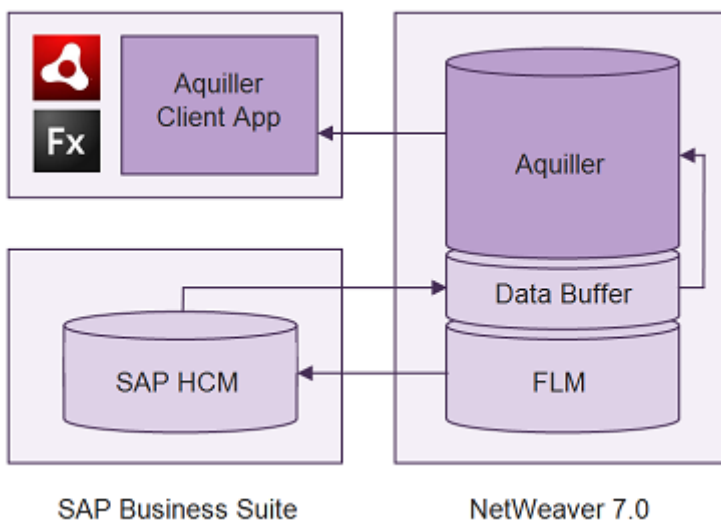 Aquiller
Client App
Fx
Aquiller
Data Buffer
SAP HCM
FLM
SAP Business Suite
NetWeaver 7.0